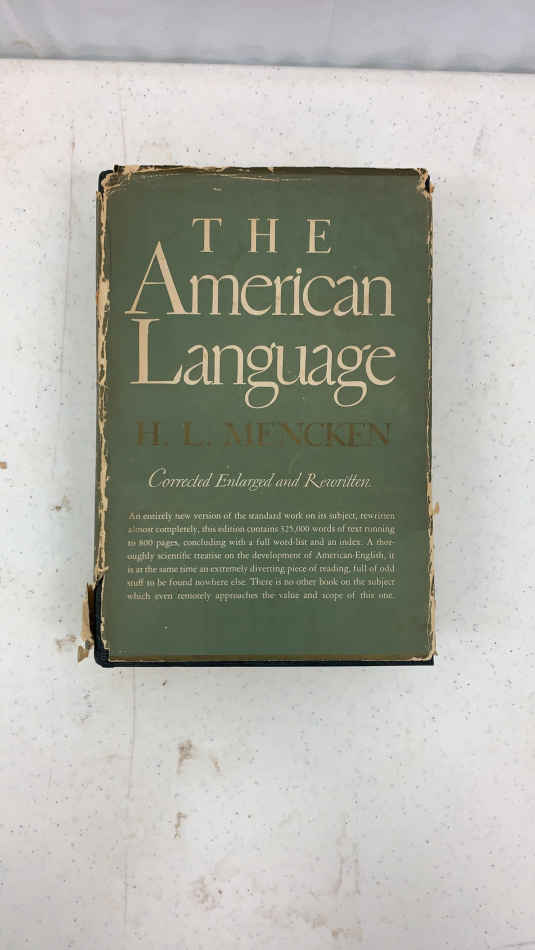 THE
American
Language
H. L. MENCKEN
Corrected Enlarged and Rewritten.
An entirely new version of the standard work on its subject, rewritten
almost completely, this edition contains 325,000 words of text running
to 800 pages, concluding with a full word-list and an index. A thor-
oughly scientific treatise on the development of American-English, it
is at the same time an extremely diverting piece of reading, full of odd
stuff to be found nowhere else. There is no other book on the subject
which even remotely approaches the value and scope of this one.